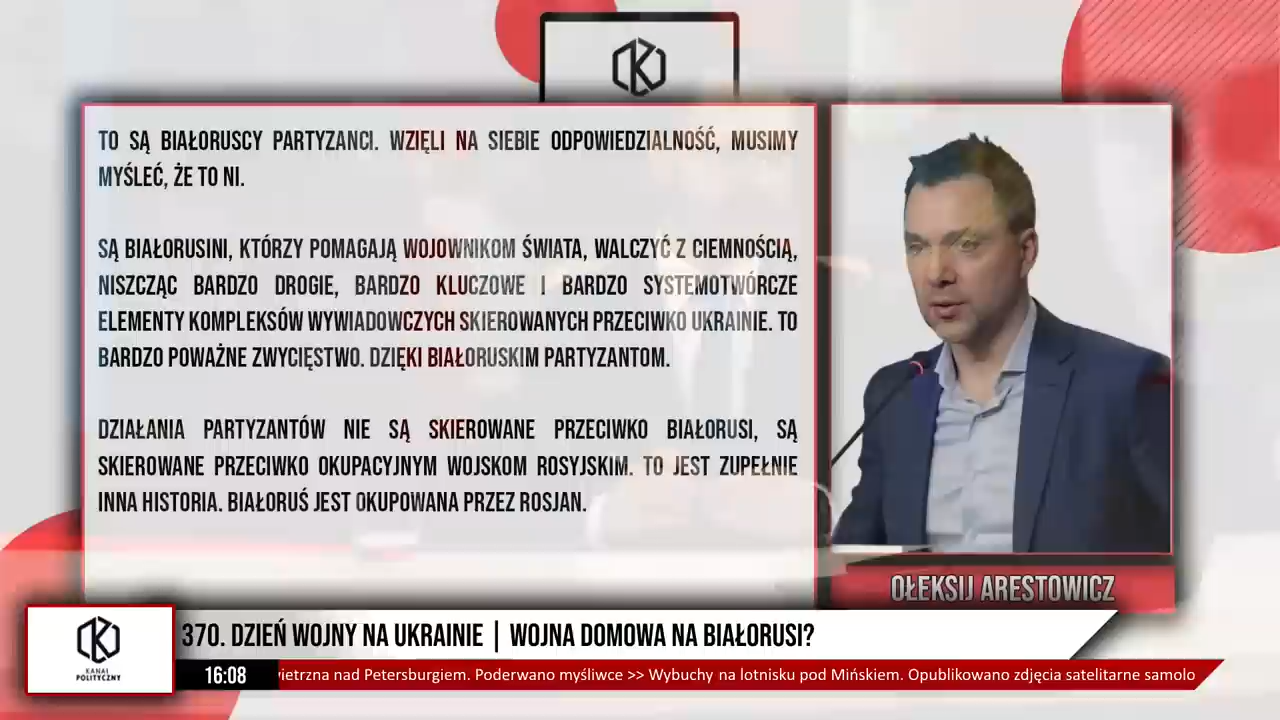 TO SĄ BIAŁORUSCY PARTYZANCI. WZIĘLI NA SIEBIE ODPOWIEDZIALNOŚĆ, MUSIMY
MYŚLEĆ, ŻE TO NI.
SĄ BIAŁORUSINI, KTÓRZY POMAGAJĄ WOJOWNIKOM ŚWIATA, WALCZYĆ Z CIEMNOŚCIĄ,
NISZCZĄC BARDZO DROGIE, BARDZO KLUCZOWE I BARDZO SYSTEMOTWÓRCZE
ELEMENTY KOMPLEKSÓW WYWIADOWCZYCH SKIEROWANYCH PRZECIWKO UKRAINIE. TO
BARDZO POWAŻNE ZWYCIĘSTWO. DZIĘKI BIAŁORUSKIM PARTYZANTOM.
DZIAŁANIA PARTYZANTÓW NIE SĄ SKIEROWANE PRZECIWKO BIAŁORUSI, SĄ
SKIEROWANE PRZECIWKO OKUPACYJNYM WOJSKOM ROSYJSKIM. TO JEST ZUPEŁNIE
INNA HISTORIA. BIAŁORUŚ JEST OKUPOWANA PRZEZ ROSJAN.
OŁEKSIJ ARESTOWICZ
370. DZIEŃ WOJNY NA UKRAINIE | WOJNA DOMOWA NA BIAŁORUSI?
KANAŁ
POLITYCZNY
16:08
wietrzna nad Petersburgiem. Poderwano myśliwce >> Wybuchy na lotnisku pod Mińskiem. Opublikowano zdjęcia satelitarne samolo